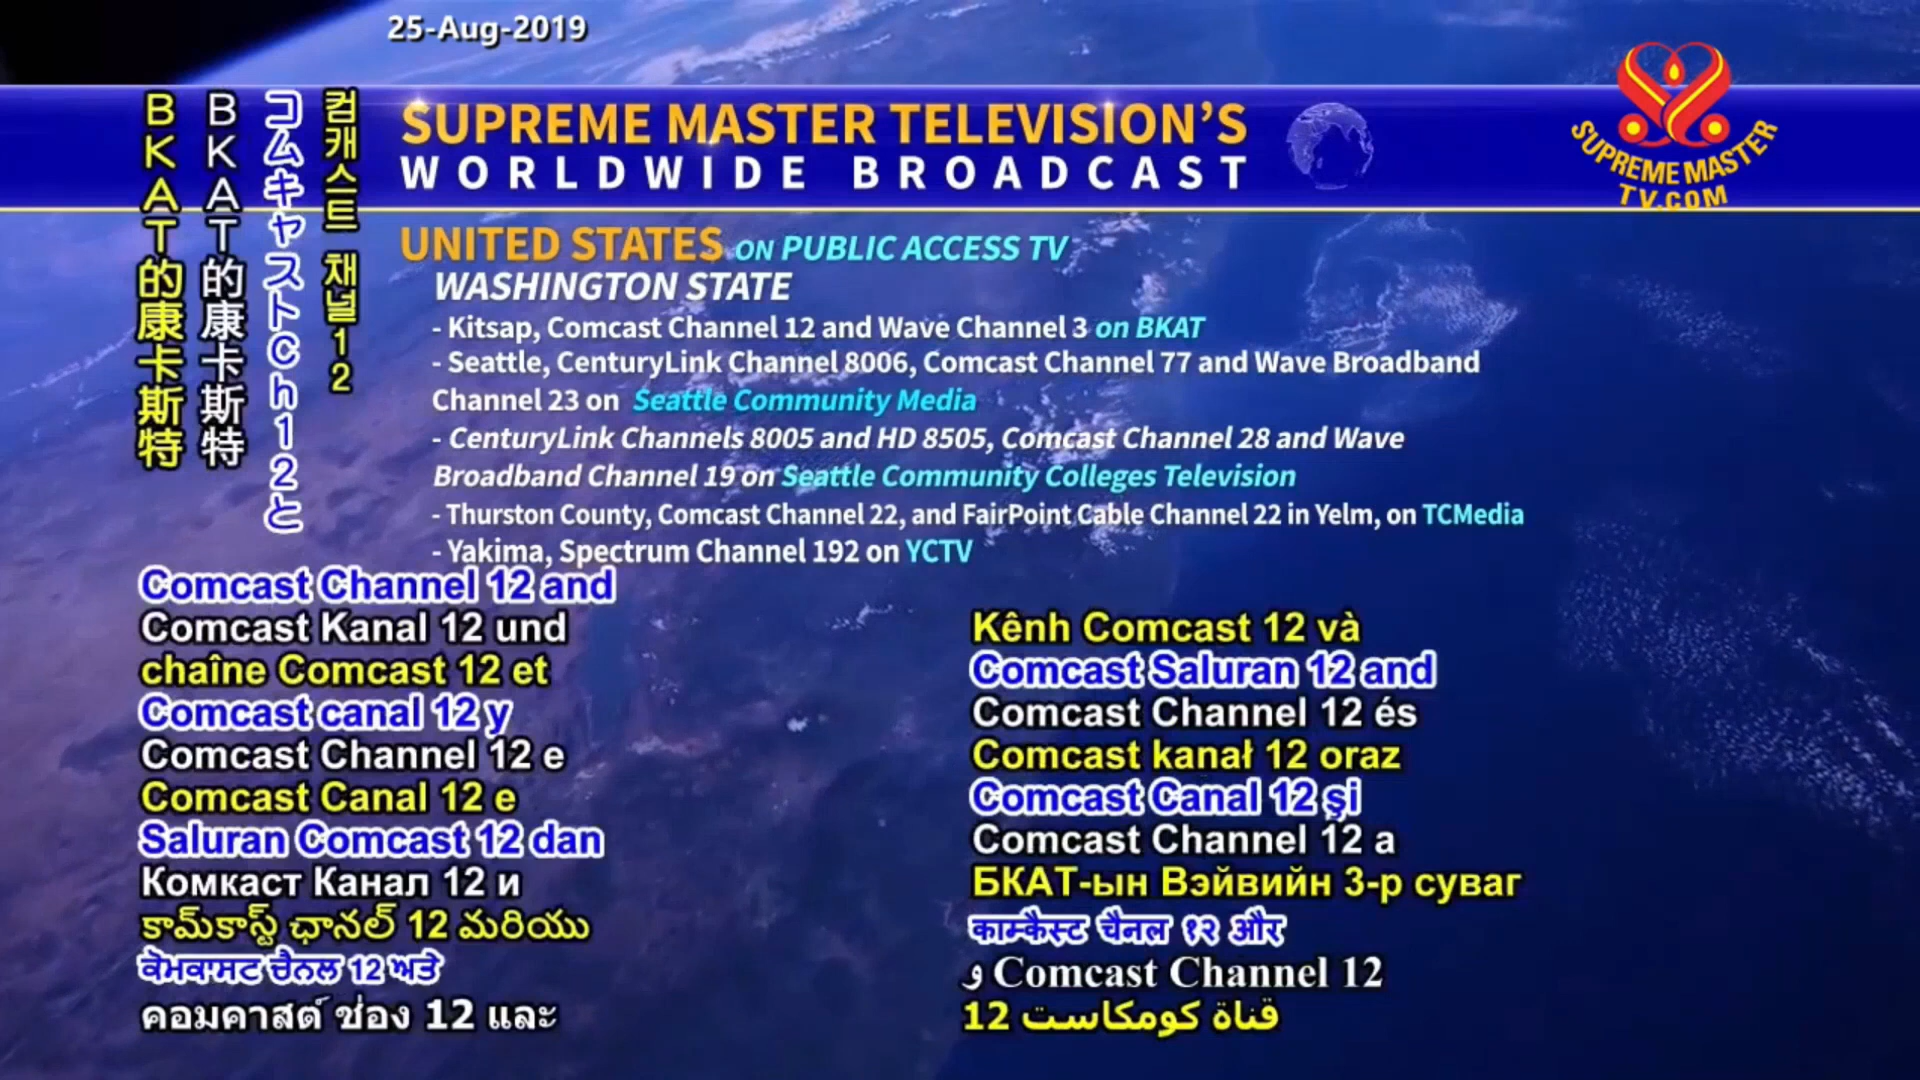 25-Aug-2019
SUPREME MASTER TELEVISION'S
WORLDWIDE BROADCAST
SUPREME MASTER
TV.COM
BKAT的康卡斯特
BKAT的康卡斯特
コムキャストCh12と
컴캐스트 채널12
UNITED STATES ON PUBLIC ACCESS TV
WASHINGTON STATE
- Kitsap, Comcast Channel 12 and Wave Channel 3 on BKAT
- Seattle, CenturyLink Channel 8006, Comcast Channel 77 and Wave Broadband
Channel 23 on Seattle Community Media
- CenturyLink Channels 8005 and HD 8505, Comcast Channel 28 and Wave
Broadband Channel 19 on Seattle Community Colleges Television
- Thurston County, Comcast Channel 22, and FairPoint Cable Channel 22 in Yelm, on TCMedia
- Yakima, Spectrum Channel 192 on YCTV
Comcast Channel 12 and
Comcast Kanal 12 und
chaîne Comcast 12 et
Comcast canal 12 y
Comcast Channel 12 e
Comcast Canal 12 e
Saluran Comcast 12 dan
Комкаст Канал 12 и
కామ్‌కాస్ట్ ఛానల్ 12 మరియు
ਕੋਮਕਾਸਟ ਚੈਨਲ 12 ਅਤੇ
คอมคาสต์ ช่อง 12 และ
Kênh Comcast 12 và
Comcast Saluran 12 and
Comcast Channel 12 és
Comcast kanał 12 oraz
Comcast Canal 12 şi
Comcast Channel 12 a
БКАТ-ын Вэйвийн 3-р суваг
काम्कैस्ट चैनल १२ और
Comcast Channel 12 و
قناة كومكاست 12